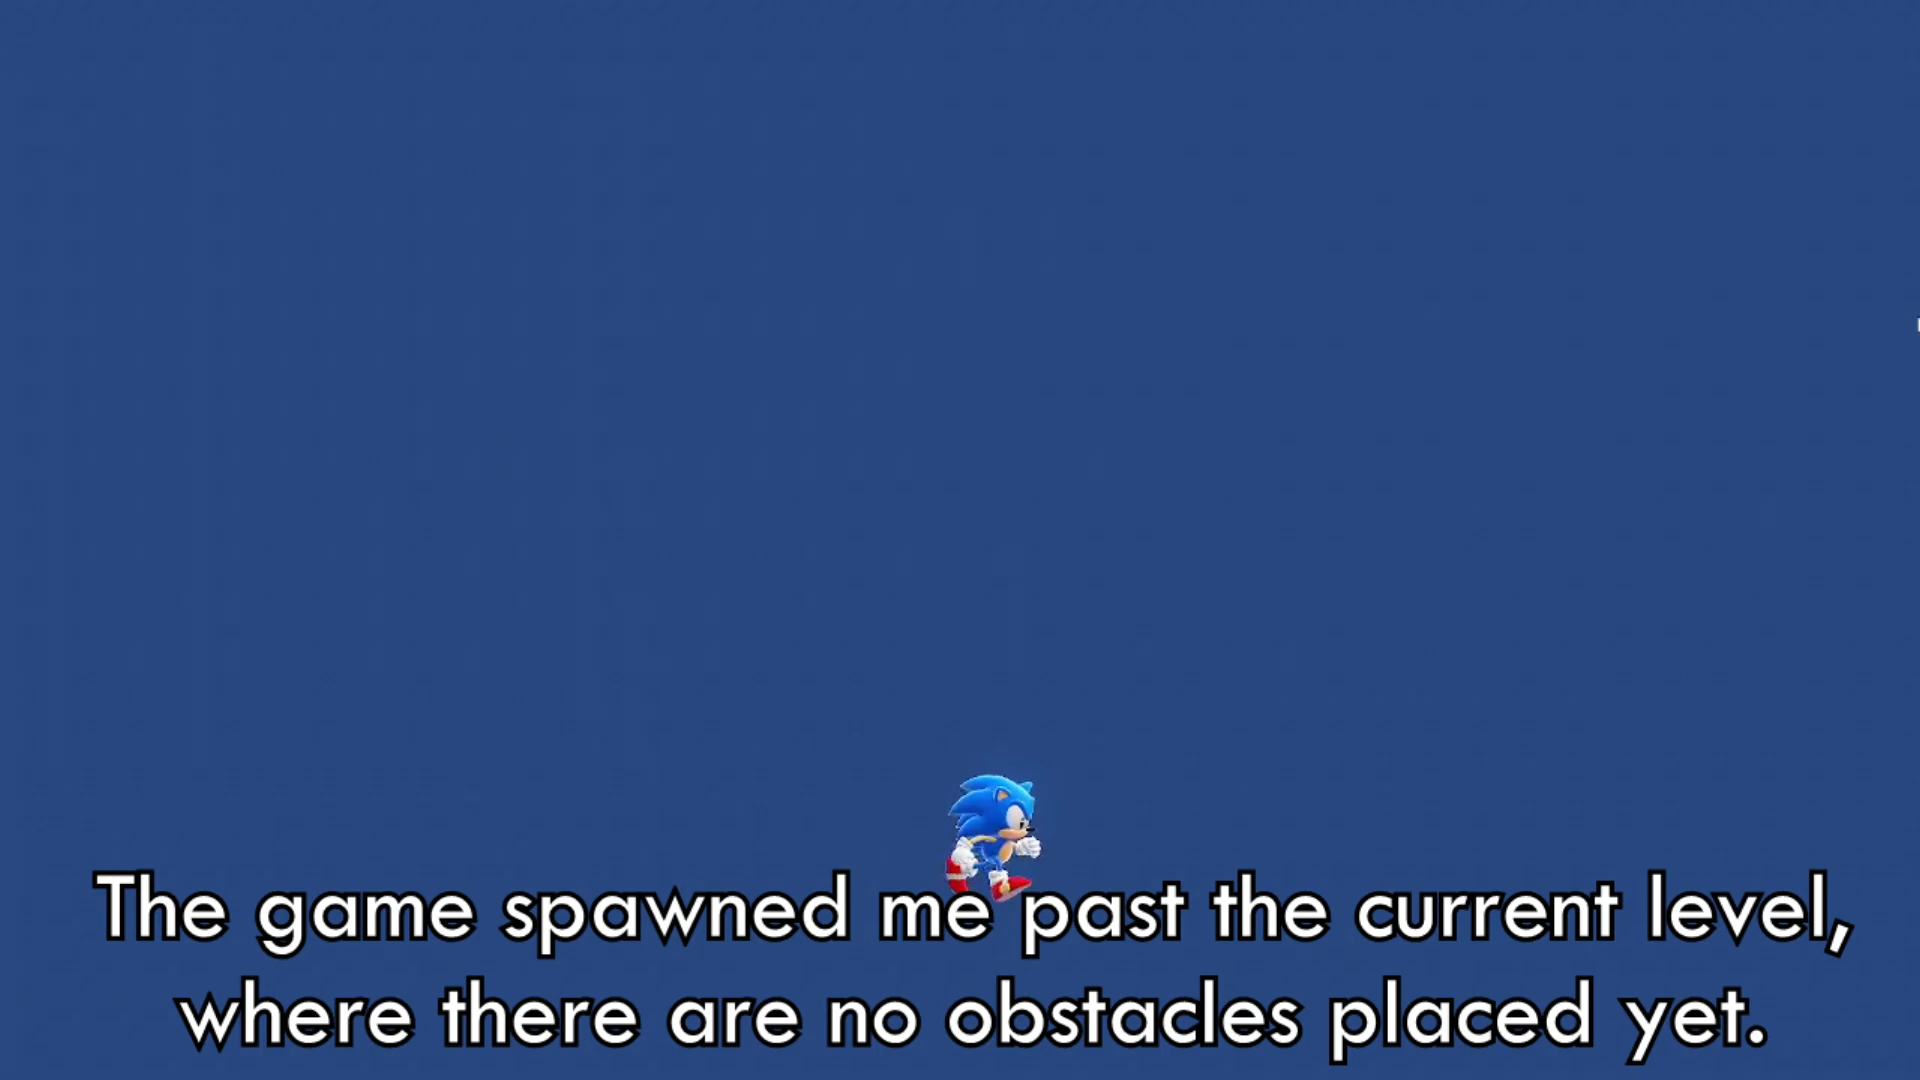 The game spawned me past the current level,
where there are no obstacles placed yet.